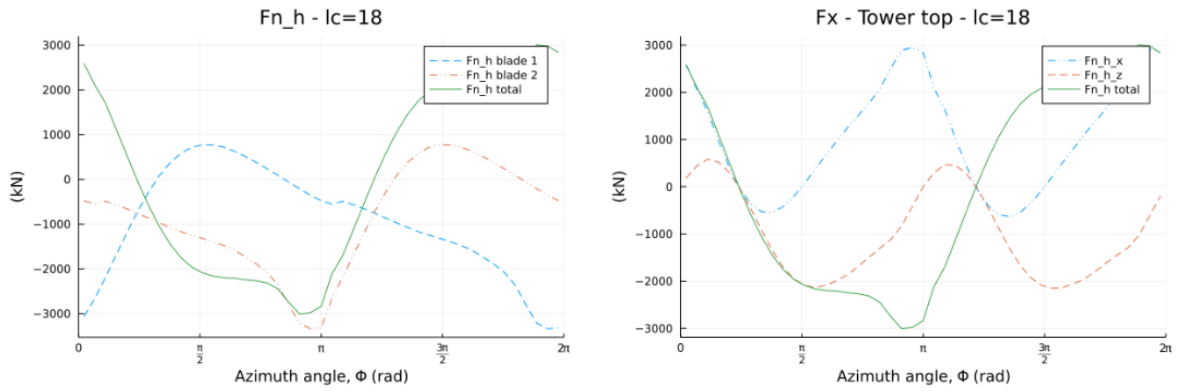 Fn_h - lc=18
3000
2000
1000
0
−1000
−2000
−3000
(kN)
Fn_h blade 1
Fn_h blade 2
Fn_h total
0
π/2
π
3π/2
2π
Azimuth angle, Φ (rad)
Fx - Tower top - lc=18
3000
2000
1000
0
−1000
−2000
−3000
(kN)
Fn_h_x
Fn_h_z
Fn_h total
0
π/2
π
3π/2
2π
Azimuth angle, Φ (rad)